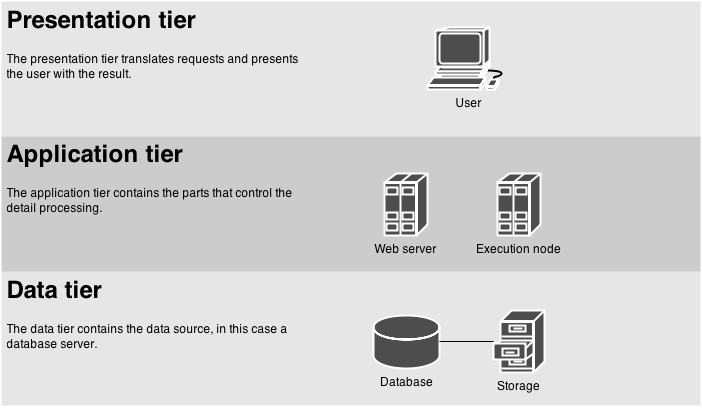 Presentation tier
The presentation tier translates requests and presents
the user with the result.
User
Application tier
The application tier contains the parts that control the
detail processing.
Web server
Execution node
Data tier
The data tier contains the data source, in this case a
database server.
Database
Storage